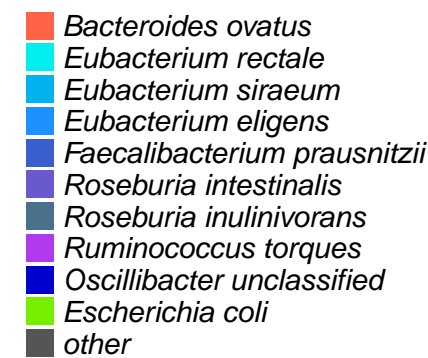 Bacteroides ovatus
Eubacterium rectale
Eubacterium siraeum
Eubacterium eligens
Faecalibacterium prausnitzii
Roseburia intestinalis
Roseburia inulinivorans
Ruminococcus torques
Oscillibacter unclassified
Escherichia coli
other